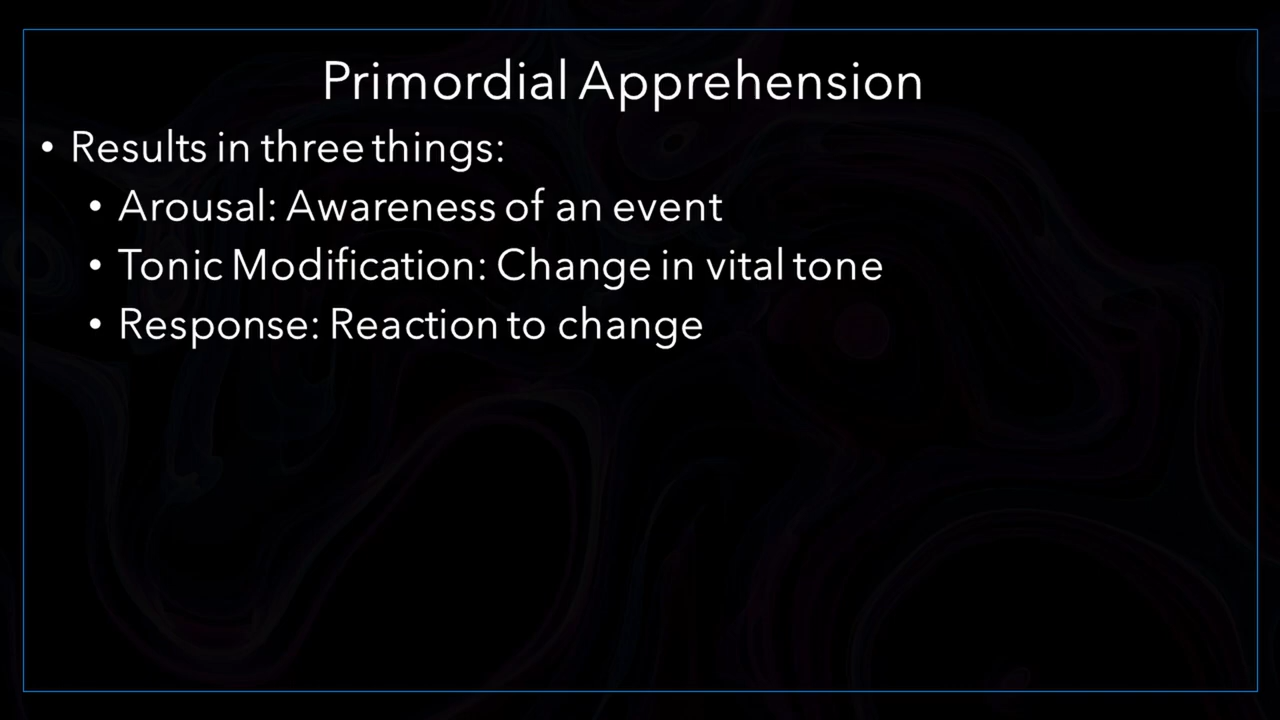 Primordial Apprehension
• Results in three things:
• Arousal: Awareness of an event
• Tonic Modification: Change in vital tone
• Response: Reaction to change